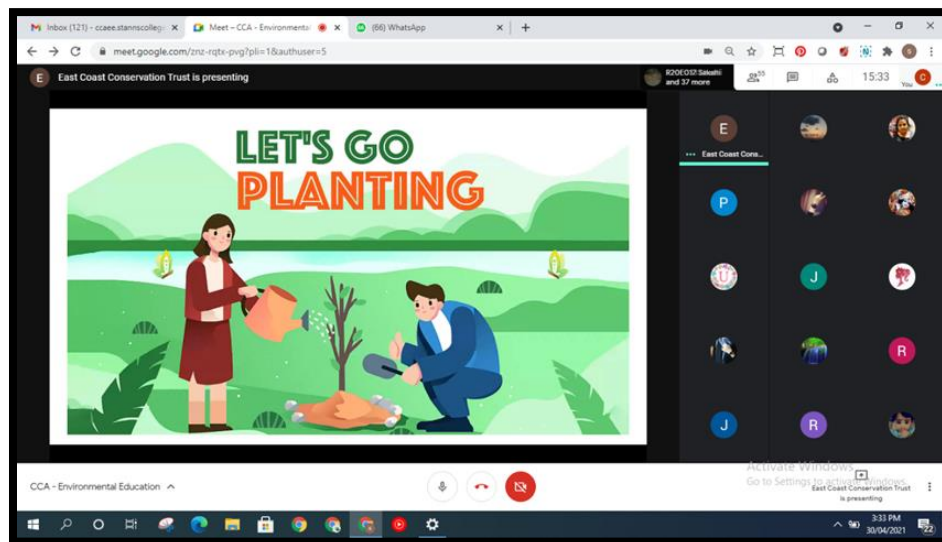 Inbox (121) - ccaee.stannscolleg
Meet – CCA - Environmental
(66) WhatsApp
meet.google.com/znz-rqtx-pvg?pli=1&authuser=5
E East Coast Conservation Trust is presenting
and 37 more
55
15:33
You
C
LET'S GO
PLANTING
E
East Coast Cons...
P
U
J
R
J
R
Activate Windows
Go to Settings to activate Windows.
CCA - Environmental Education
East Coast Conservation Trust
is presenting
3:33 PM
30/04/2021
22